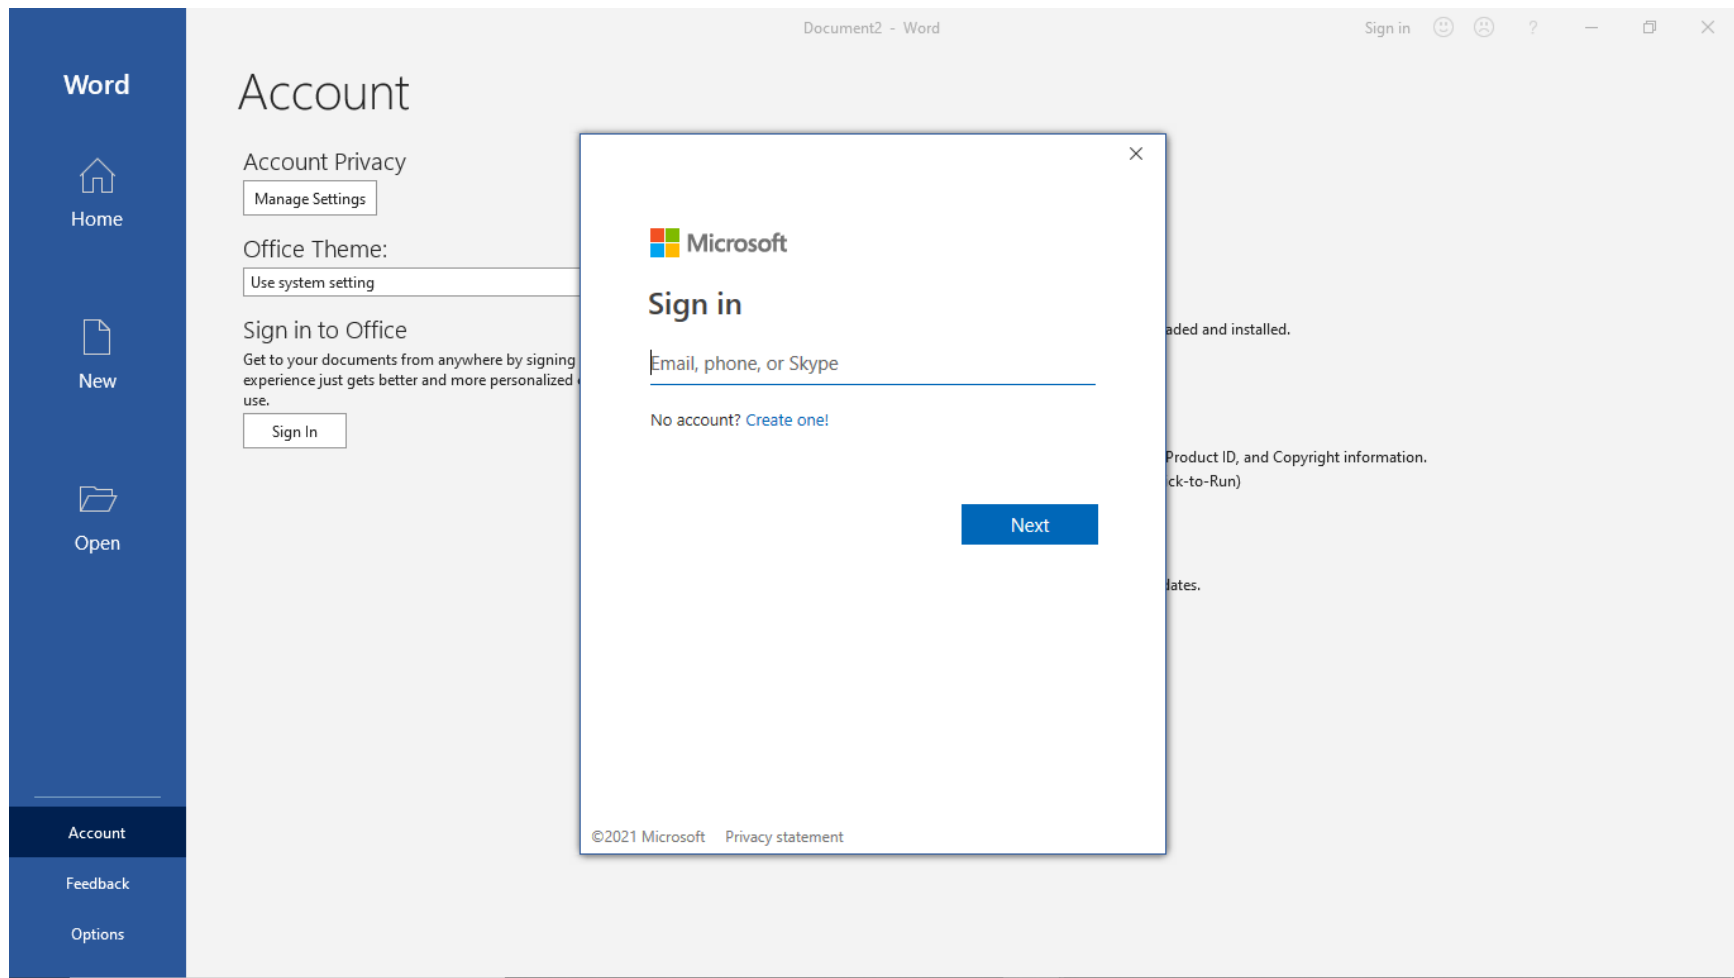 Document2 - Word
Sign in
?
Word
Home
New
Open
Account
Feedback
Options
Account
Account Privacy
Manage Settings
Office Theme:
Use system setting
Sign in to Office
Get to your documents from anywhere by signing
experience just gets better and more personalized
use.
Sign In
Microsoft
Sign in
Email, phone, or Skype
No account? Create one!
Next
©2021 Microsoft Privacy statement
and installed.
Product ID, and Copyright information.
to-Run)